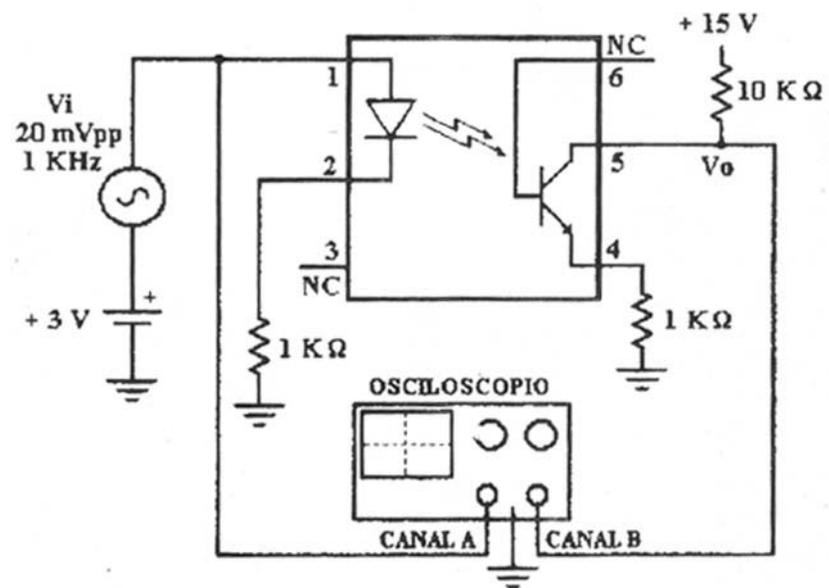 + 15 V
NC
6
10 KΩ
1
Vi
20 mVpp
1 KHz
2
5
Vo
3
NC
4
+
+ 3 V
1 KΩ
1 KΩ
OSCILOSCOPIO
CANAL A
CANAL B